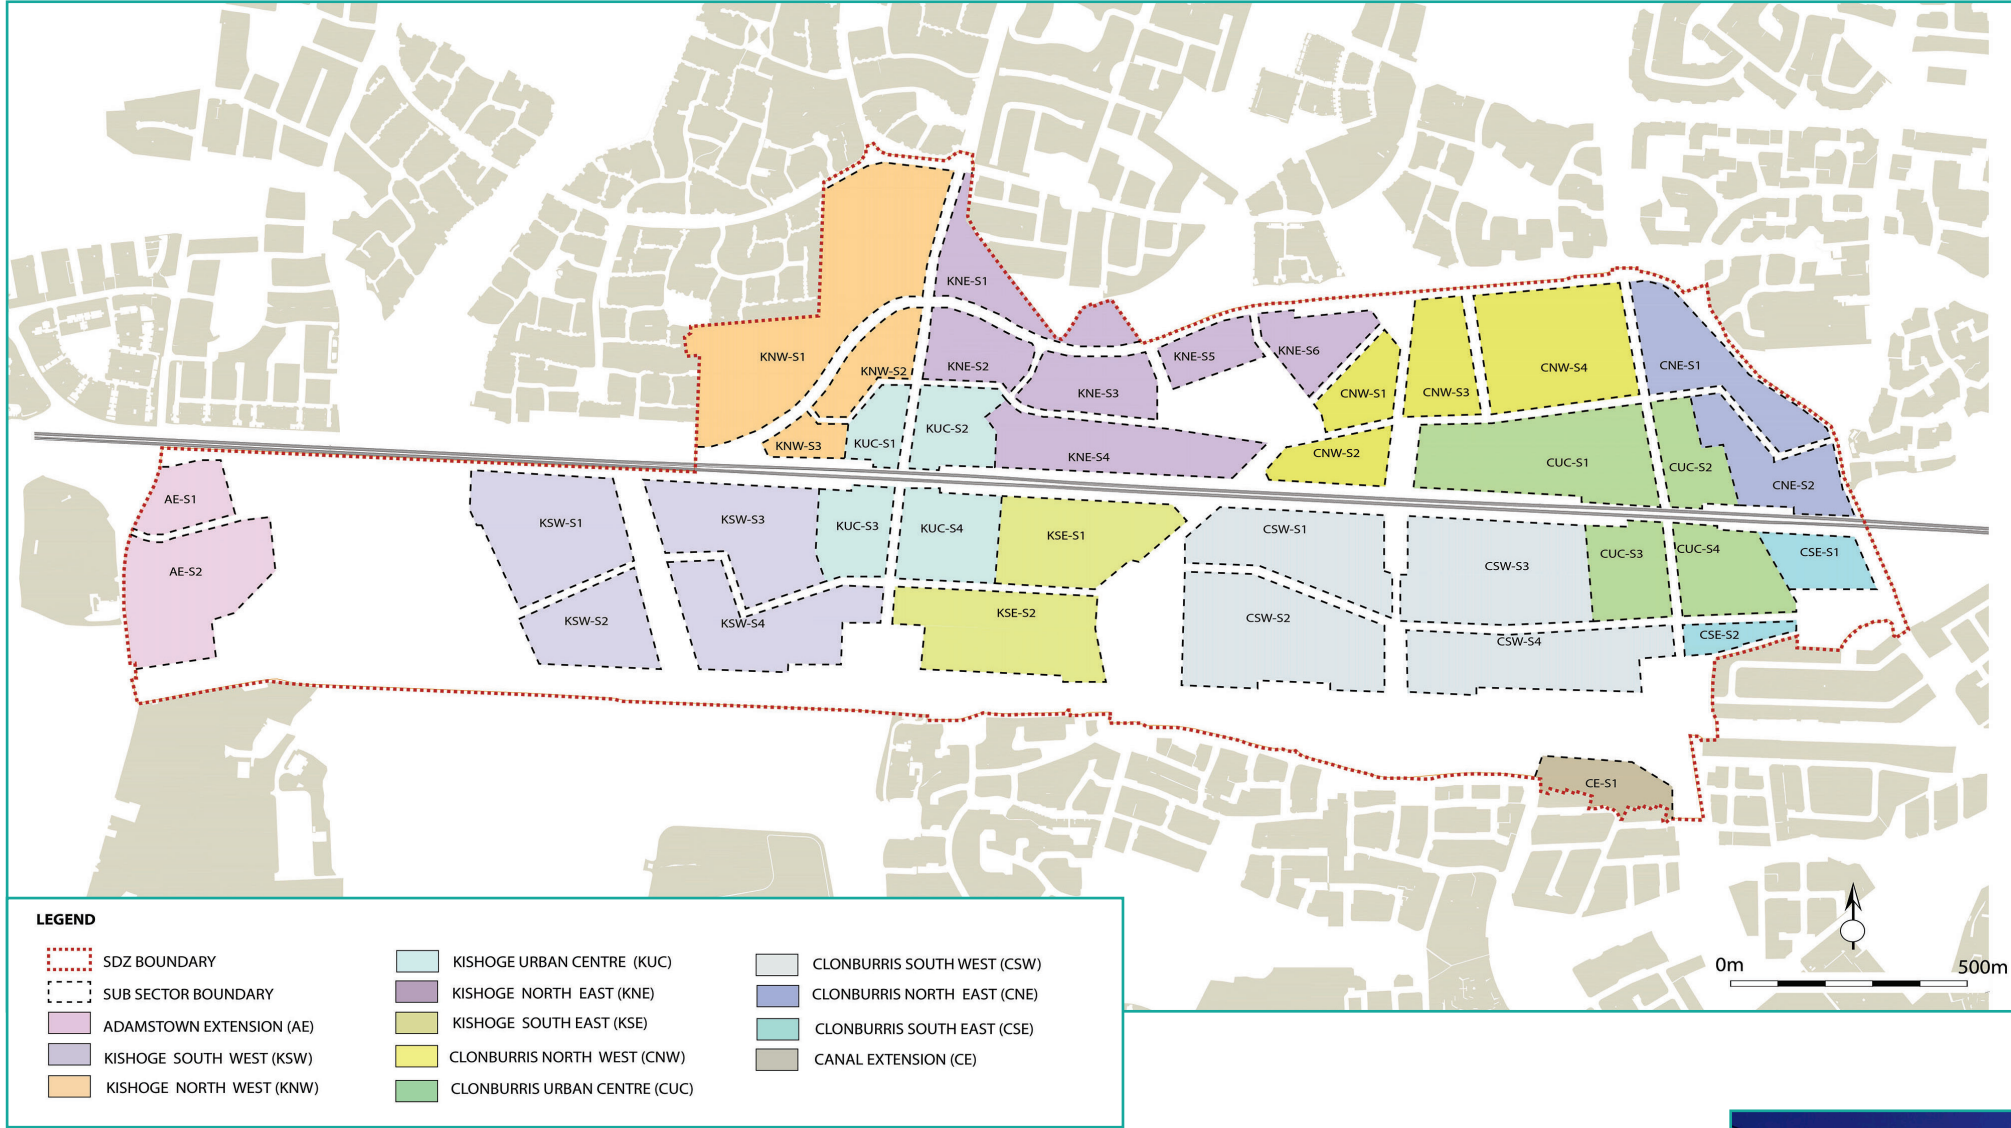 KNE-S1
KNW-S1
KNW-S2
KNE-S2
KNE-S3
KNE-S5
KNE-S6
CNW-S1
CNW-S3
CNW-S4
CNE-S1
KNW-S3
KUC-S1
KUC-S2
KNE-S4
CNW-S2
CUC-S1
CUC-S2
CNE-S2
AE-S1
AE-S2
KSW-S1
KSW-S3
KUC-S3
KUC-S4
KSE-S1
CSW-S1
CSW-S3
CUC-S3
CUC-S4
CSE-S1
KSW-S2
KSW-S4
KSE-S2
CSW-S2
CSW-S4
CSE-S2
CE-S1
0m 500m
LEGEND
SDZ BOUNDARY
SUB SECTOR BOUNDARY
ADAMSTOWN EXTENSION (AE)
KISHOGE SOUTH WEST (KSW)
KISHOGE NORTH WEST (KNW)
KISHOGE URBAN CENTRE (KUC)
KISHOGE NORTH EAST (KNE)
KISHOGE SOUTH EAST (KSE)
CLONBURRIS NORTH WEST (CNW)
CLONBURRIS URBAN CENTRE (CUC)
CLONBURRIS SOUTH WEST (CSW)
CLONBURRIS NORTH EAST (CNE)
CLONBURRIS SOUTH EAST (CSE)
CANAL EXTENSION (CE)